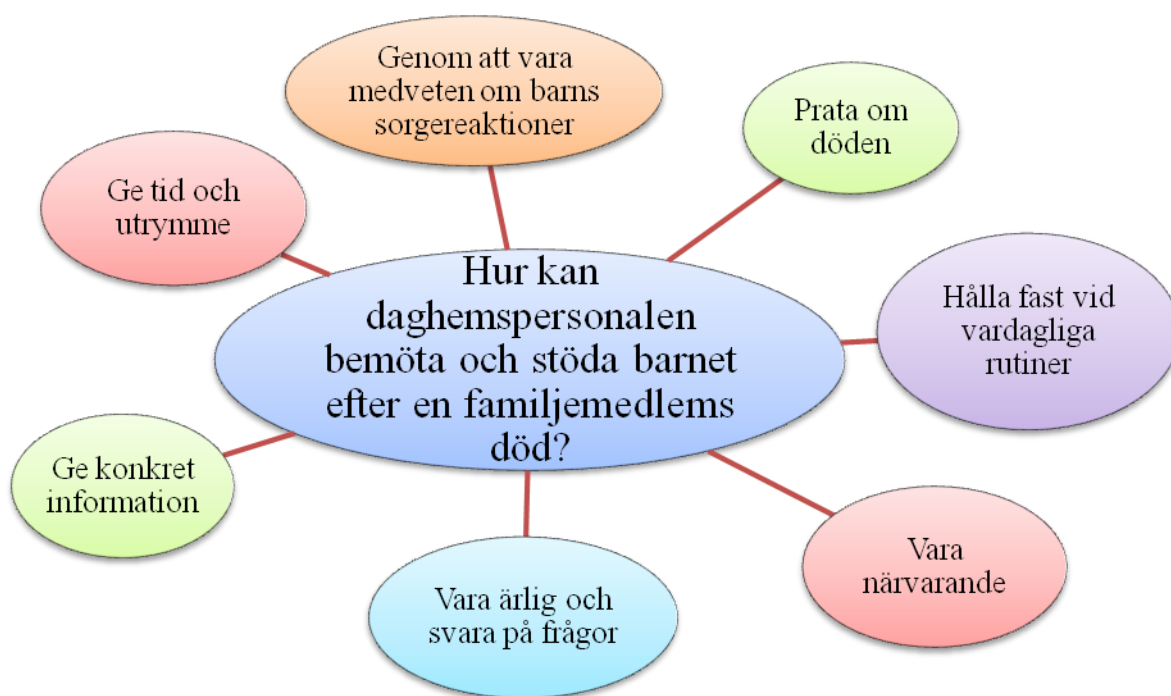 Genom att vara
medveten om barns
sorgereaktioner
Prata om
döden
Ge tid och
utrymme
Hur kan
daghemspersonalen
bemöta och stöda barnet
efter en familjemedlems
död?
Hålla fast vid
vardagliga
rutiner
Ge konkret
information
Vara ärlig och
svara på frågor
Vara
närvarande